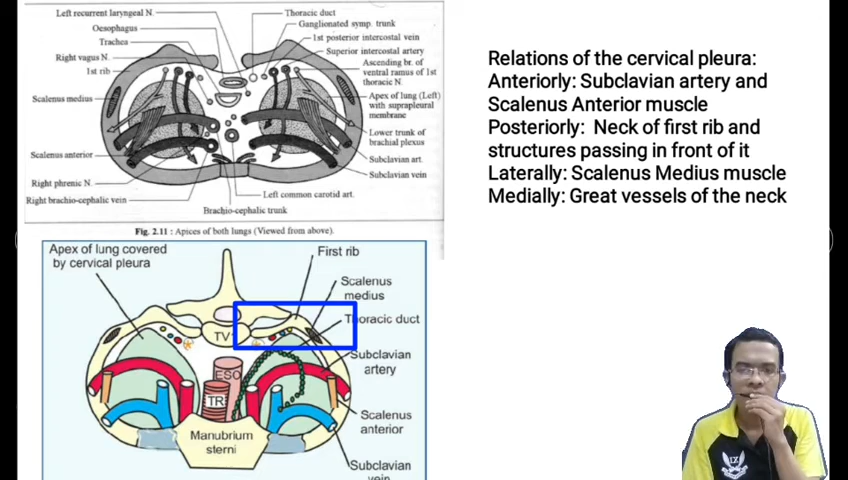 Left recurrent laryngeal N.
Oesophagus
Trachea
Right vagus N.
1st rib
Scalenus medius
Scalenus anterior
Right phrenic N.
Right brachio-cephalic vein
Thoracic duct
Ganglionated symp. trunk
1st posterior intercostal vein
Superior intercostal artery
Ascending br. of
ventral ramus of 1st
thoracic N.
Apex of lung (Left)
with suprapleural
membrane
Lower trunk of
brachial plexus
Subclavian art.
Subclavian vein
Left common carotid art.
Brachio-cephalic trunk
Fig. 2.11 : Apices of both lungs (Viewed from above).
Apex of lung covered
by cervical pleura
First rib
Scalenus
medius
Thoracic duct
Subclavian
artery
Scalenus
anterior
Subclavian
vein
TV
ESO
TR
Manubrium
sterni
Relations of the cervical pleura:
Anteriorly: Subclavian artery and
Scalenus Anterior muscle
Posteriorly: Neck of first rib and
structures passing in front of it
Laterally: Scalenus Medius muscle
Medially: Great vessels of the neck
IX